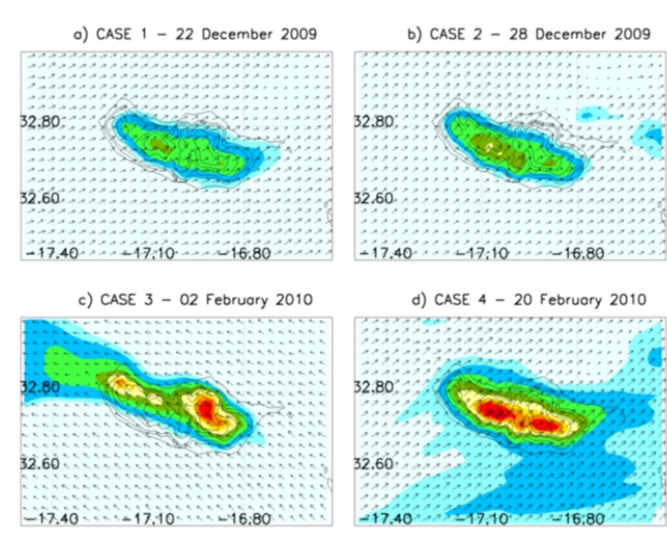 a) CASE 1 – 22 December 2009
b) CASE 2 – 28 December 2009
32.80
32.60
−17.40 −17.10 −16.80
32.80
32.60
−17.40 −17.10 −16.80
c) CASE 3 – 02 February 2010
d) CASE 4 – 20 February 2010
32.80
32.60
−17.40 −17.10 −16.80
32.80
32.60
−17.40 −17.10 −16.80